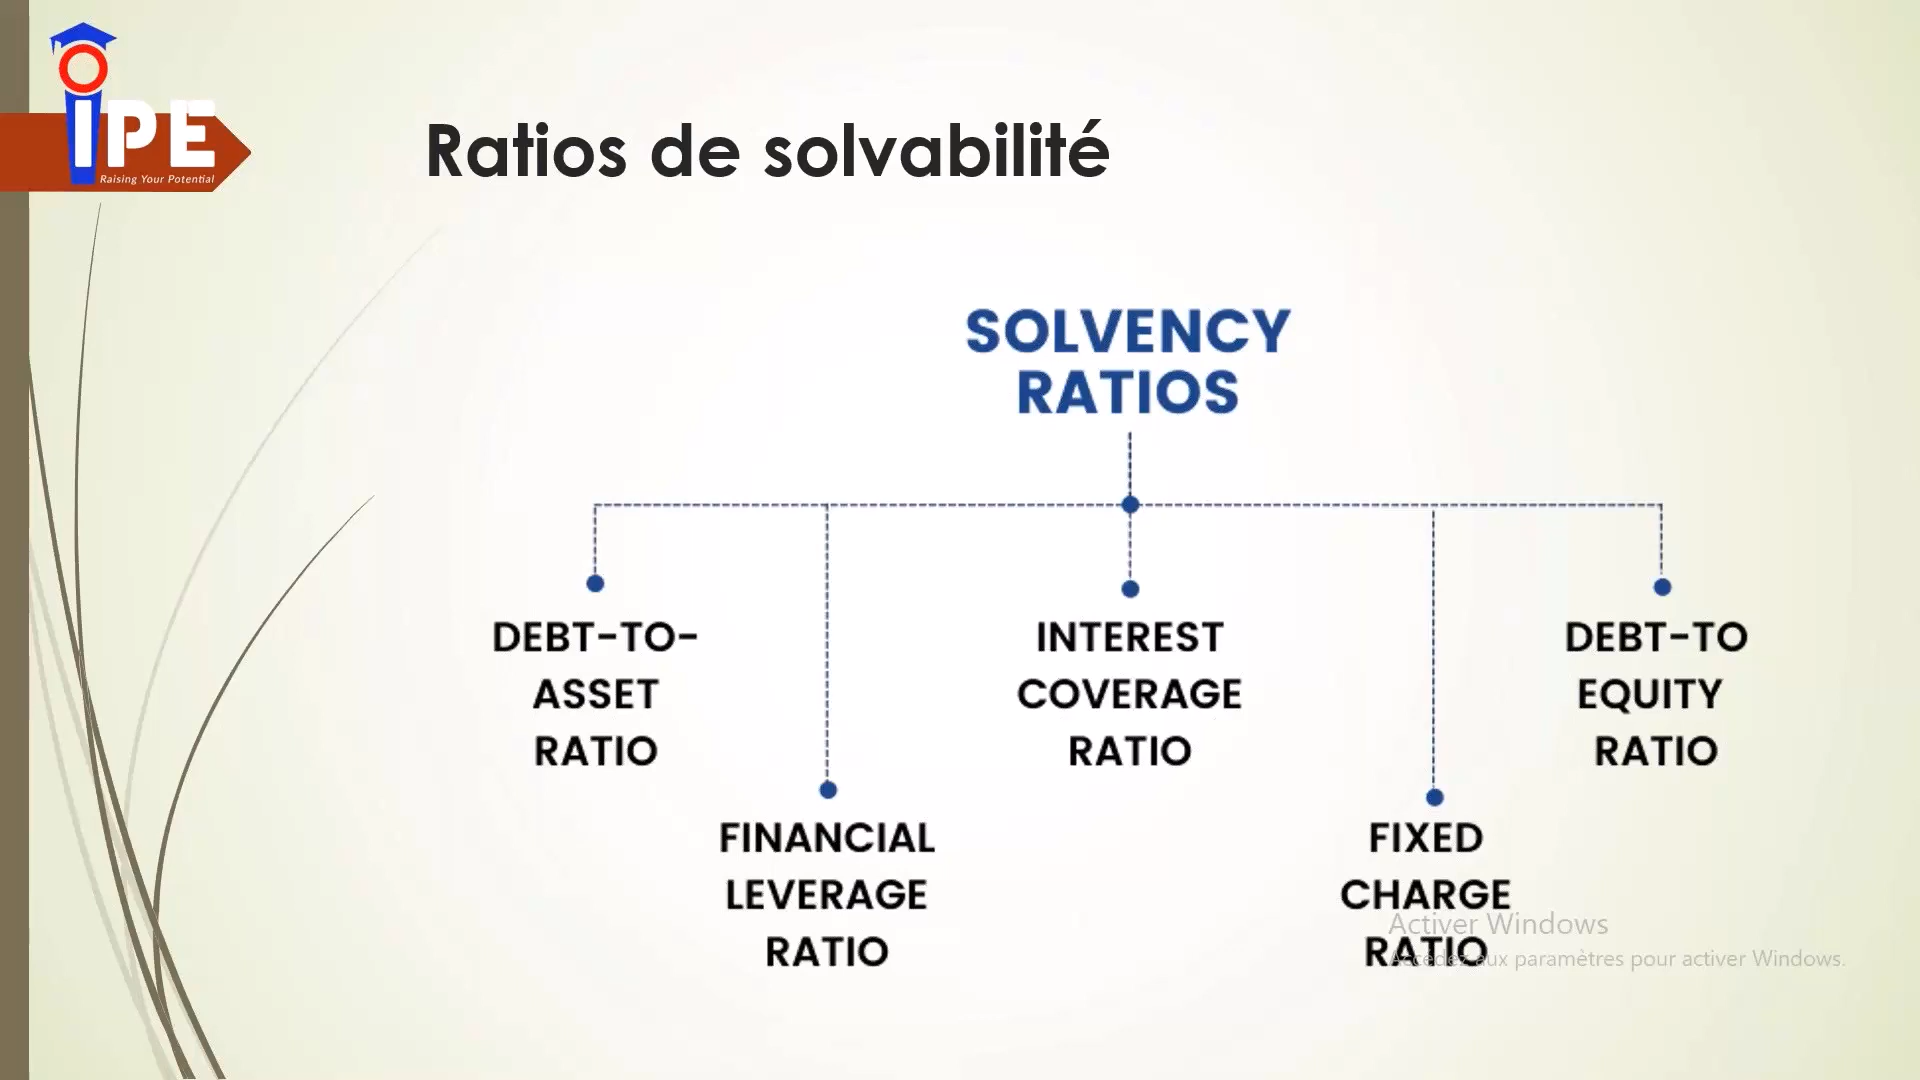 IPE
Raising Your Potential
Ratios de solvabilité
SOLVENCY
RATIOS
DEBT-TO-
ASSET
RATIO
FINANCIAL
LEVERAGE
RATIO
INTEREST
COVERAGE
RATIO
FIXED
CHARGE
RATIO
DEBT-TO
EQUITY
RATIO
Activer Windows
Accédez aux paramètres pour activer Windows.